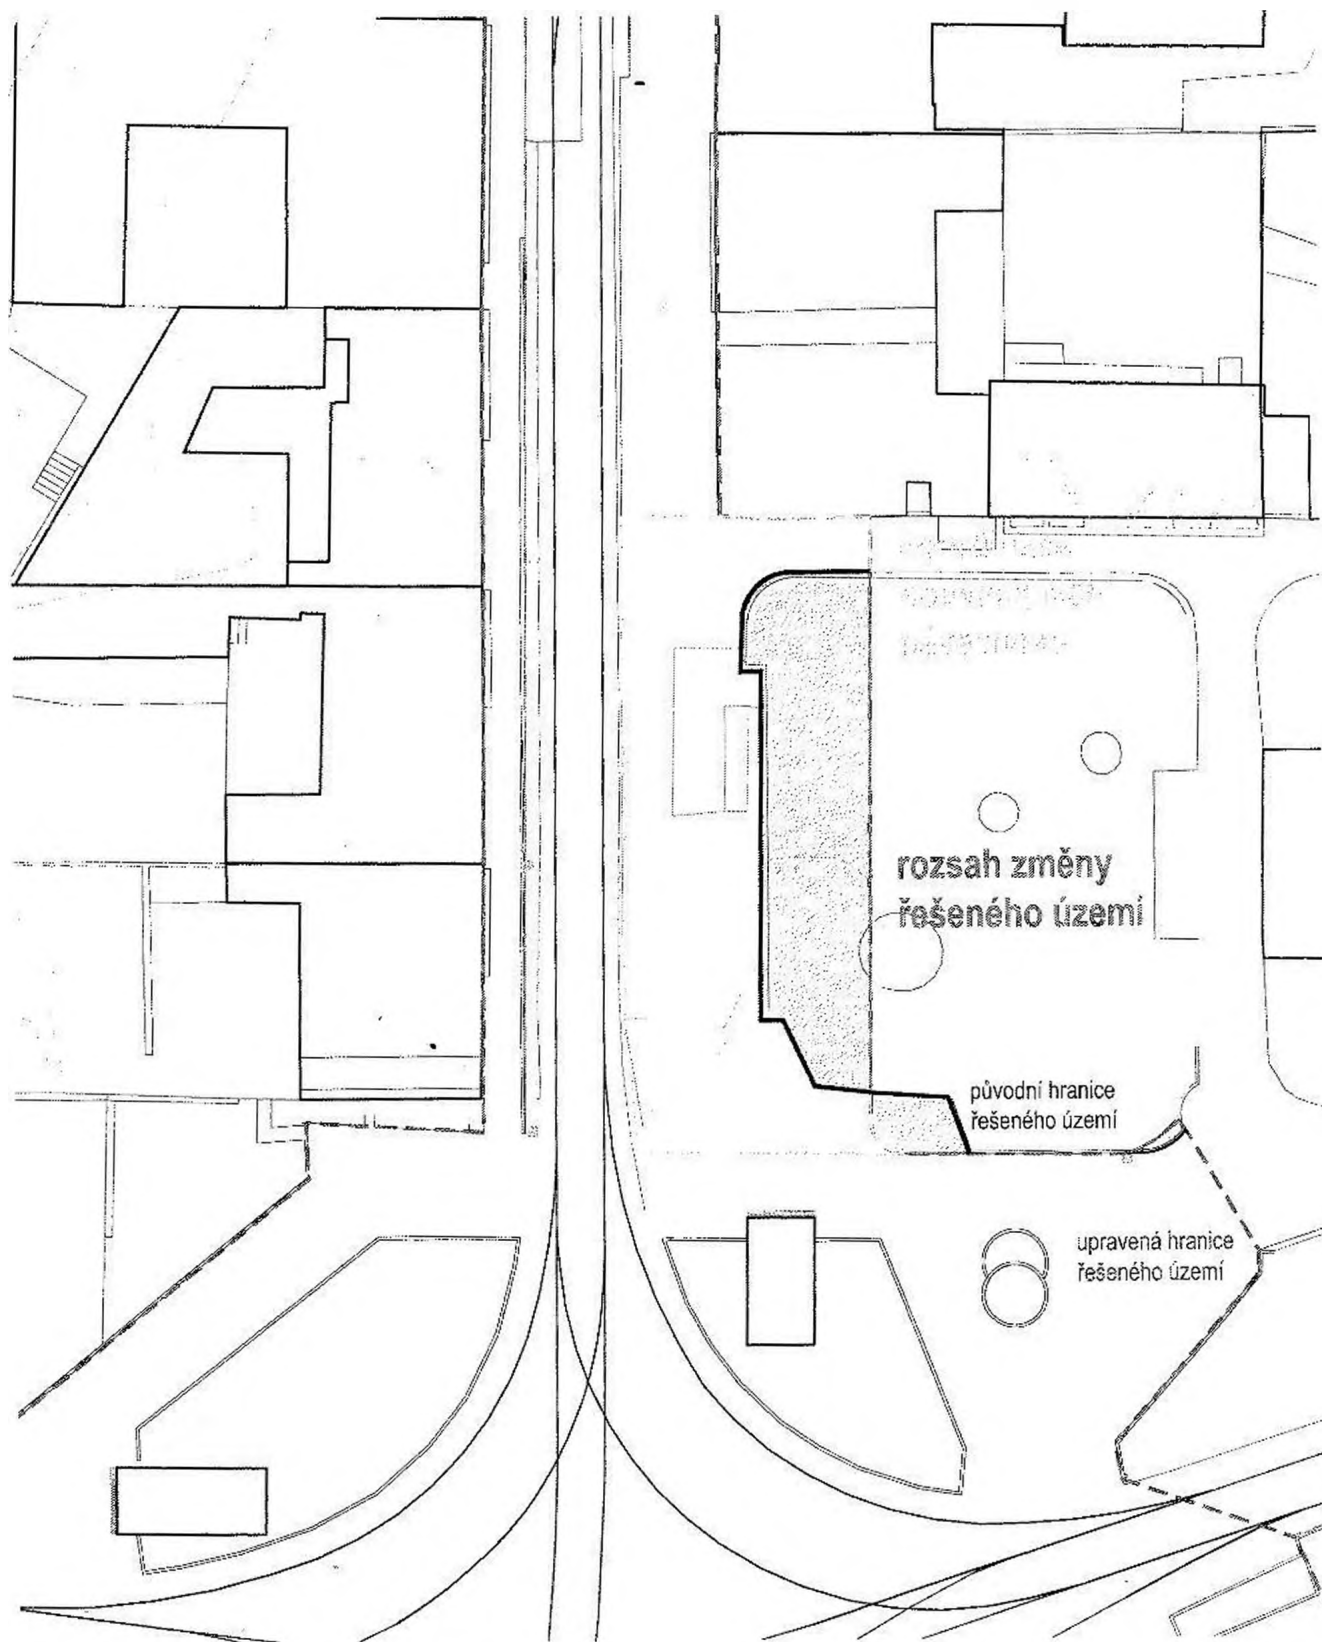 rozsah změny
řešeného území
původní hranice
řešeného území
upravená hranice
řešeného území